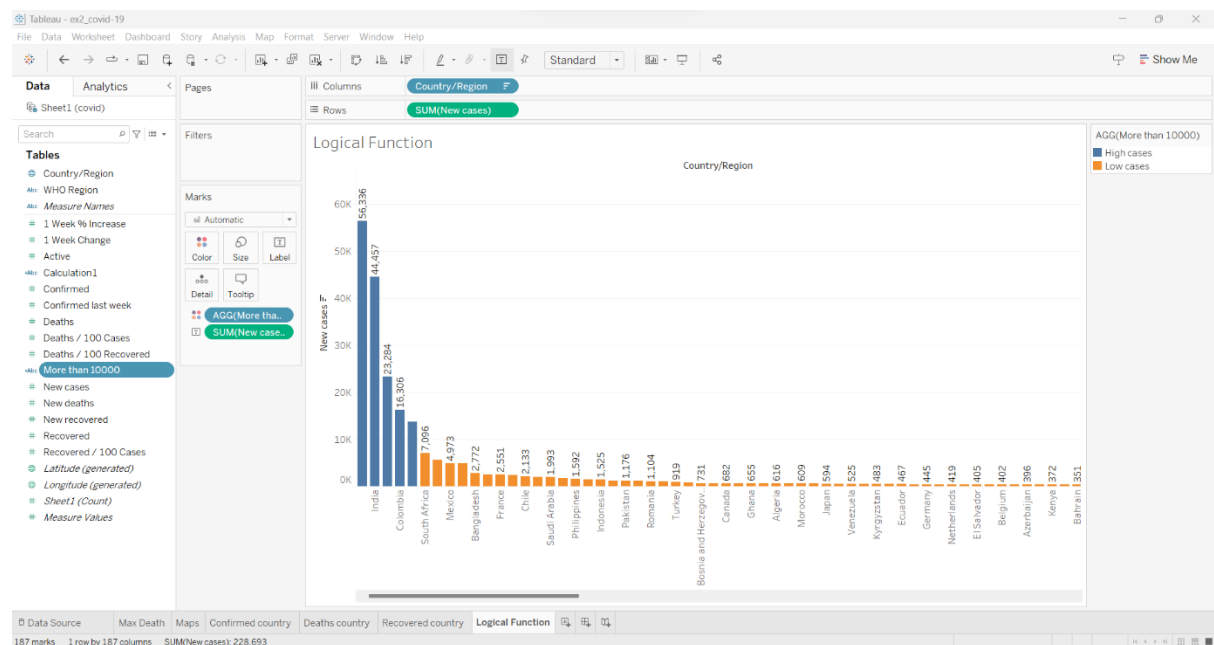 Tableau - ex2_covid-19
File Data Worksheet Dashboard Story Analysis Map Format Server Window Help
Standard
Show Me
Data Analytics
Sheet1 (covid)
Search
Tables
Country/Region
Abc WHO Region
Abc Measure Names
# 1 Week % Increase
# 1 Week Change
# Active
=Abc Calculation1
# Confirmed
# Confirmed last week
# Deaths
# Deaths / 100 Cases
# Deaths / 100 Recovered
=Abc More than 10000
# New cases
# New deaths
# New recovered
# Recovered
# Recovered / 100 Cases
Latitude (generated)
Longitude (generated)
# Sheet1 (Count)
# Measure Values
Pages
Filters
Marks
Automatic
Color Size Label
Detail Tooltip
AGG(More tha..
SUM(New case..
Columns Country/Region
Rows SUM(New cases)
Logical Function
Country/Region
New cases
60K
50K
40K
30K
20K
10K
0K
56,336
44,457
23,284
16,306
7,096
4,973
2,772
2,551
2,133
1,993
1,592
1,525
1,176
1,104
919
731
682
655
616
609
594
525
483
467
445
419
405
402
396
372
351
India
Colombia
South Africa
Mexico
Bangladesh
France
Chile
Saudi Arabia
Philippines
Indonesia
Pakistan
Romania
Turkey
Bosnia and Herzegov..
Canada
Ghana
Algeria
Morocco
Japan
Venezuela
Kyrgyzstan
Ecuador
Germany
Netherlands
El Salvador
Belgium
Azerbaijan
Kenya
Bahrain
AGG(More than 10000)
High cases
Low cases
Data Source Max Death Maps Confirmed country Deaths country Recovered country Logical Function
187 marks 1 row by 187 columns SUM(New cases): 228,693